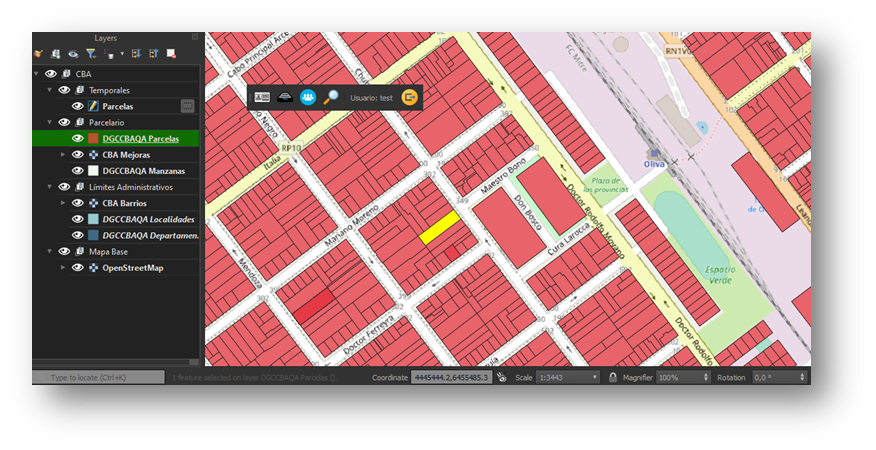 Layers
CBA
Temporales
Parcelas
Parcelario
DGCCBAQA Parcelas
CBA Mejoras
DGCCBAQA Manzanas
Límites Administrativos
CBA Barrios
DGCCBAQA Localidades
DGCCBAQA Departamen.
Mapa Base
OpenStreetMap
Cabo Principal Arce
FC Mitre
RN1V0
Usuario: test
RP10
Italia
Oliva
Maestro Bono
Plaza de
las provincias
349
Don Bosco
Mariano Moreno
Doctor Rodolfo Moyano
Cura Larocca
Mendoza
Espacio
Verde
302
Doctor Ferreyra
502
Doctor Rodolfo
Type to locate (Ctrl+K)
1 feature selected on layer DGCCBAQA Parcelas ().
Coordinate
4445444.2,6455485.3
Scale
1:3443
Magnifier
100%
Rotation
0,0 °